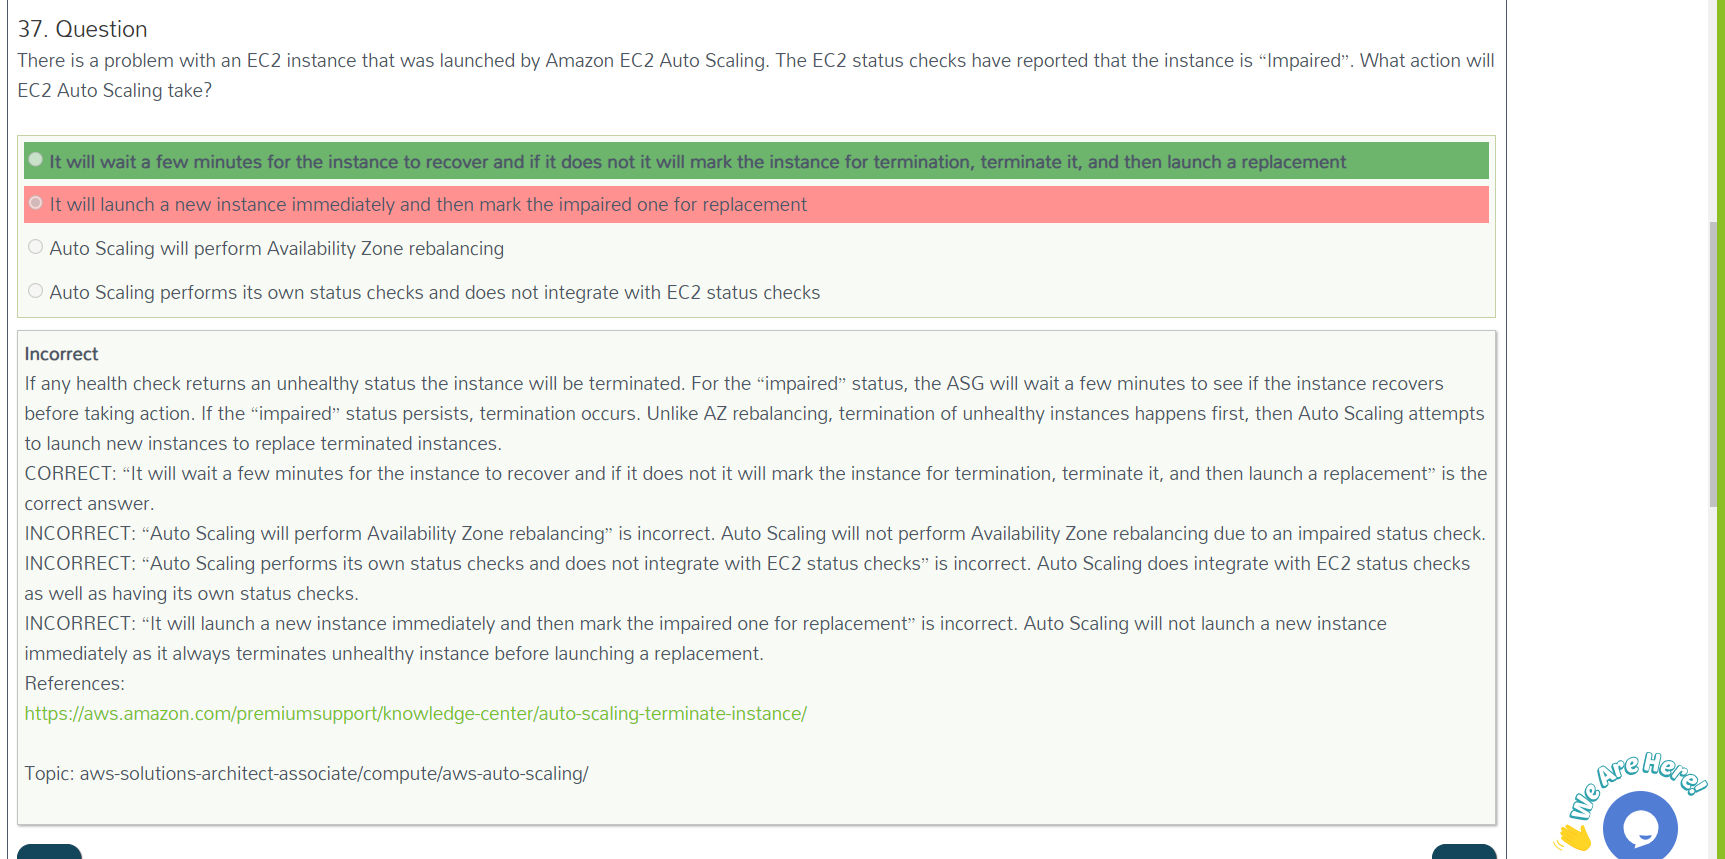 37. Question
There is a problem with an EC2 instance that was launched by Amazon EC2 Auto Scaling. The EC2 status checks have reported that the instance is “Impaired”. What action will
EC2 Auto Scaling take?
It will wait a few minutes for the instance to recover and if it does not it will mark the instance for termination, terminate it, and then launch a replacement
It will launch a new instance immediately and then mark the impaired one for replacement
Auto Scaling will perform Availability Zone rebalancing
Auto Scaling performs its own status checks and does not integrate with EC2 status checks
Incorrect
If any health check returns an unhealthy status the instance will be terminated. For the “impaired” status, the ASG will wait a few minutes to see if the instance recovers
before taking action. If the “impaired” status persists, termination occurs. Unlike AZ rebalancing, termination of unhealthy instances happens first, then Auto Scaling attempts
to launch new instances to replace terminated instances.
CORRECT: “It will wait a few minutes for the instance to recover and if it does not it will mark the instance for termination, terminate it, and then launch a replacement” is the
correct answer.
INCORRECT: “Auto Scaling will perform Availability Zone rebalancing” is incorrect. Auto Scaling will not perform Availability Zone rebalancing due to an impaired status check.
INCORRECT: “Auto Scaling performs its own status checks and does not integrate with EC2 status checks” is incorrect. Auto Scaling does integrate with EC2 status checks
as well as having its own status checks.
INCORRECT: “It will launch a new instance immediately and then mark the impaired one for replacement” is incorrect. Auto Scaling will not launch a new instance
immediately as it always terminates unhealthy instance before launching a replacement.
References:
https://aws.amazon.com/premiumsupport/knowledge-center/auto-scaling-terminate-instance/
Topic: aws-solutions-architect-associate/compute/aws-auto-scaling/
We Are Here!